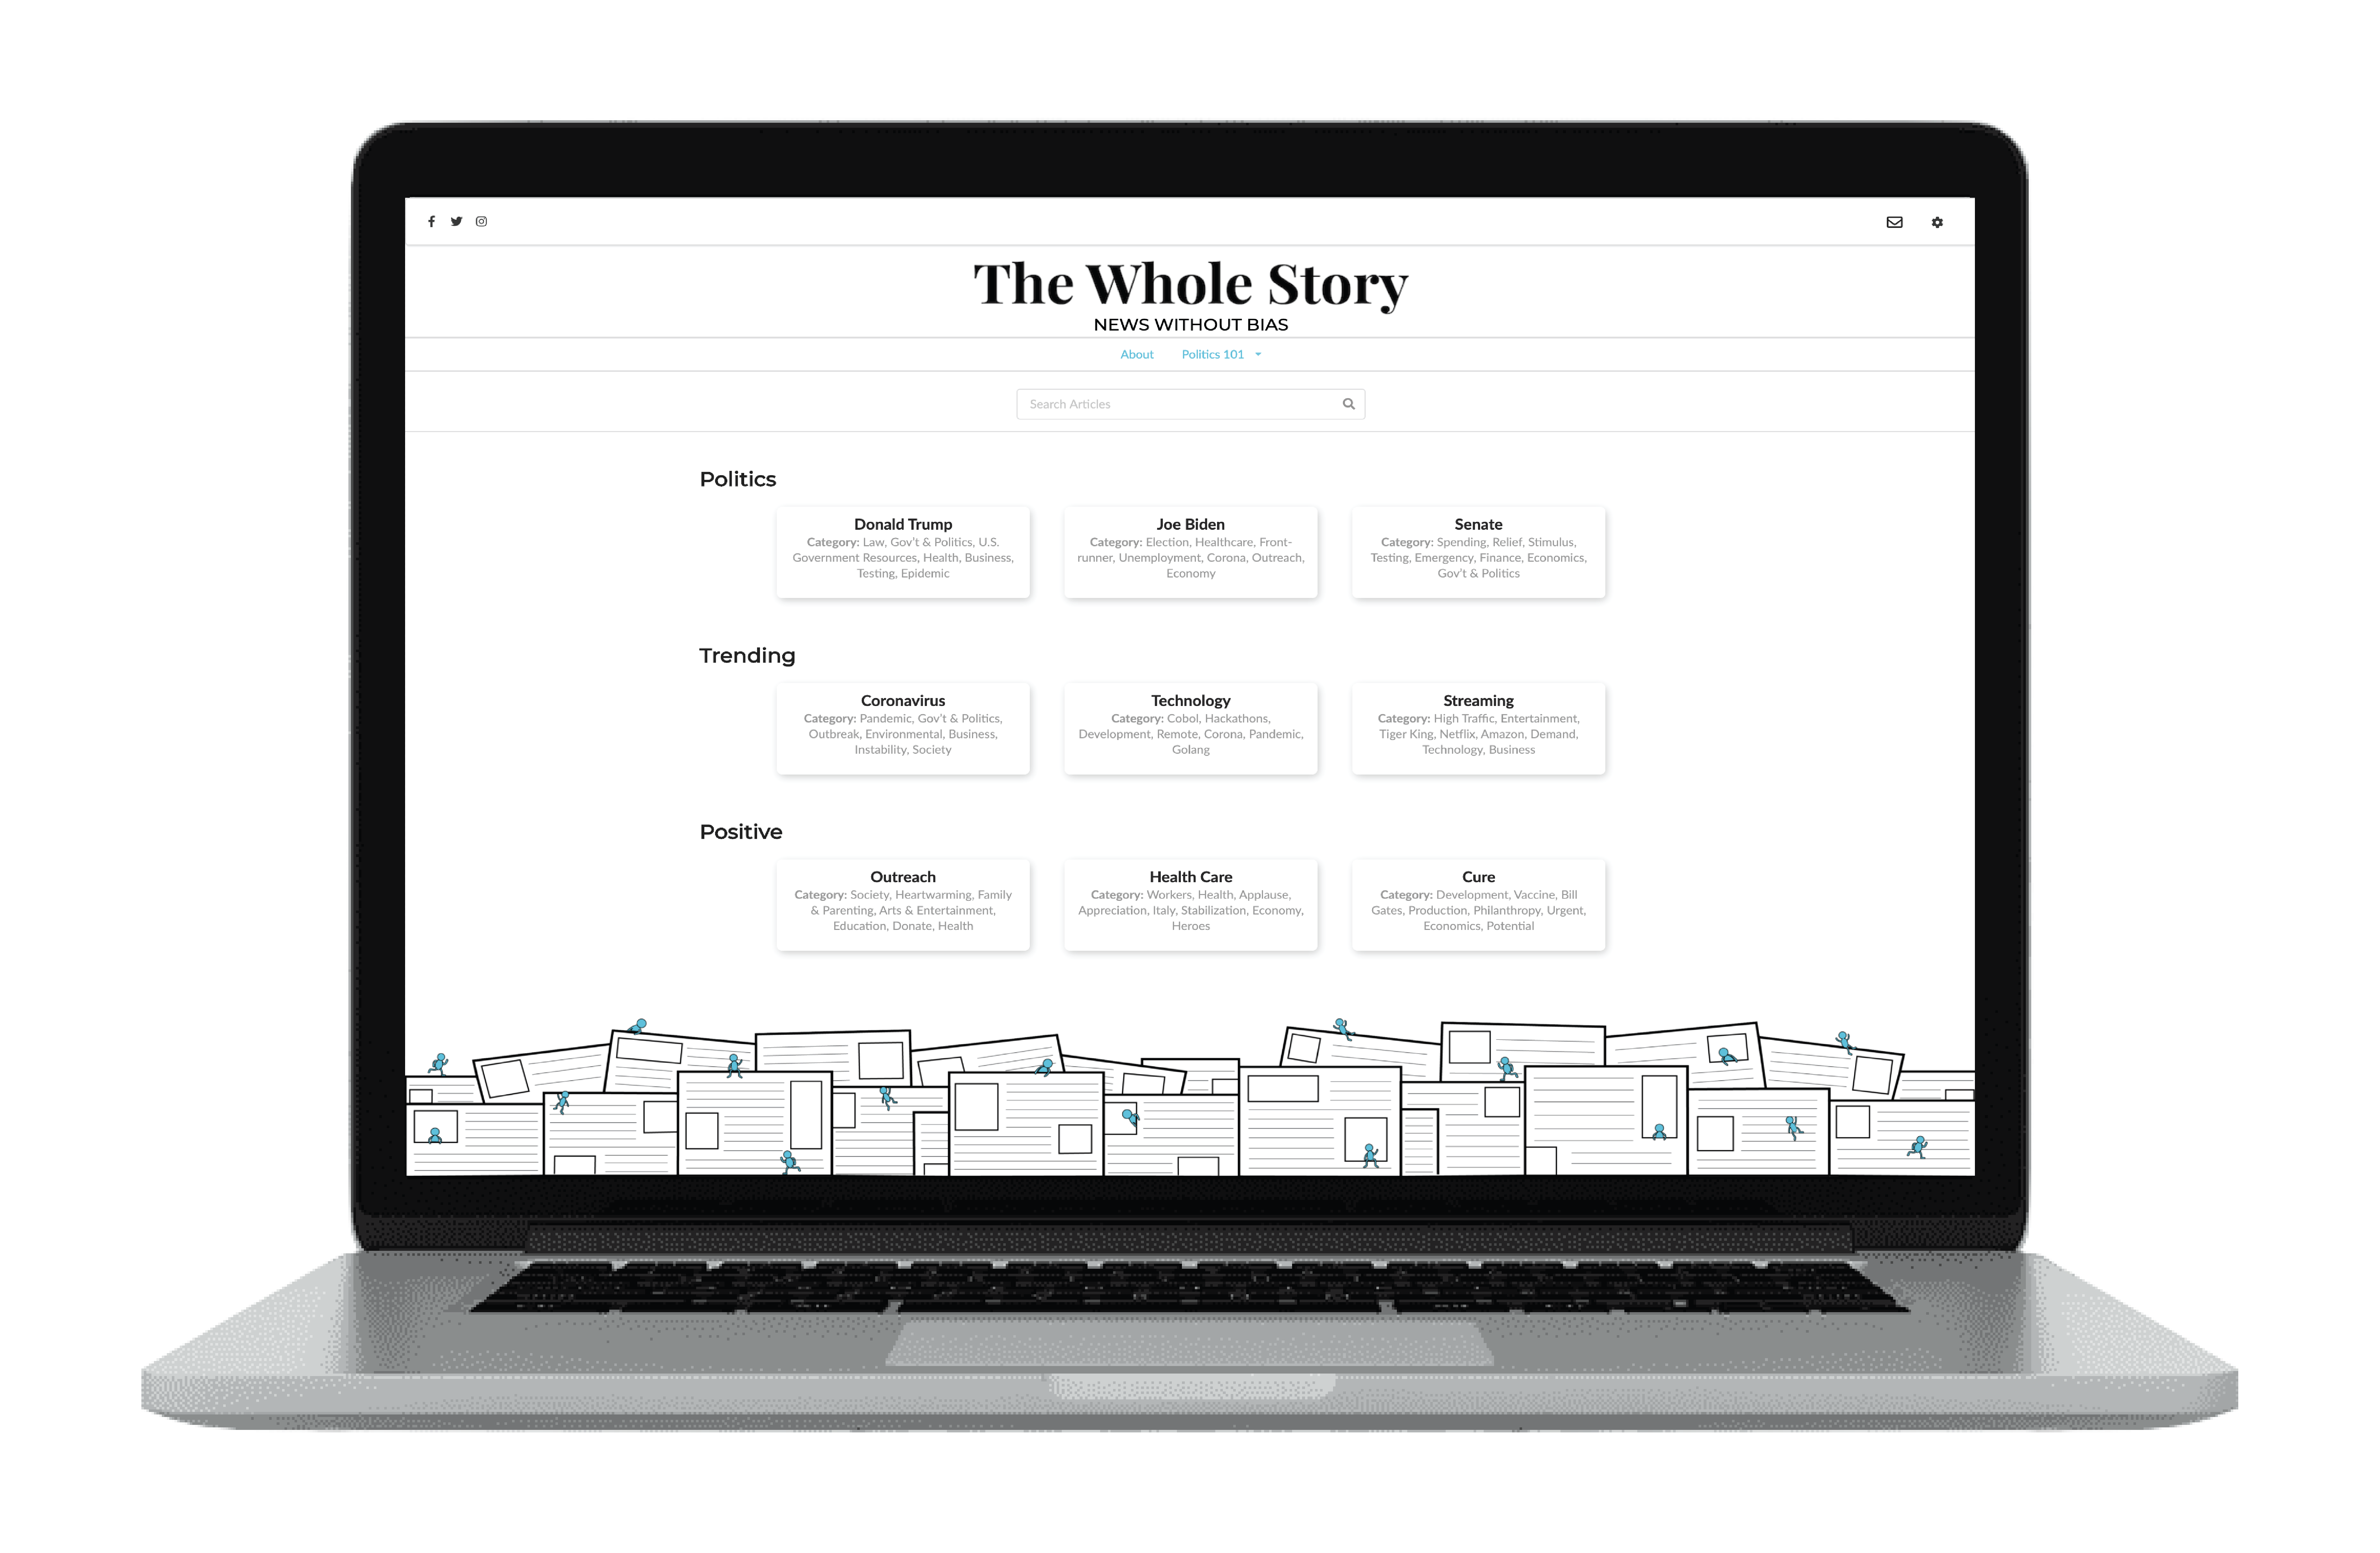 The Whole Story
NEWS WITHOUT BIAS
About Politics 101
Search Articles
Politics
Donald Trump
Category: Law, Gov't & Politics, U.S.
Government Resources, Health, Business,
Testing, Epidemic
Joe Biden
Category: Election, Healthcare, Front-
runner, Unemployment, Corona, Outreach,
Economy
Senate
Category: Spending, Relief, Stimulus,
Testing, Emergency, Finance, Economics,
Gov't & Politics
Trending
Coronavirus
Category: Pandemic, Gov't & Politics,
Outbreak, Environmental, Business,
Instability, Society
Technology
Category: Cobol, Hackathons,
Development, Remote, Corona, Pandemic,
Golang
Streaming
Category: High Traffic, Entertainment,
Tiger King, Netflix, Amazon, Demand,
Technology, Business
Positive
Outreach
Category: Society, Heartwarming, Family
& Parenting, Arts & Entertainment,
Education, Donate, Health
Health Care
Category: Workers, Health, Applause,
Appreciation, Italy, Stabilization, Economy,
Heroes
Cure
Category: Development, Vaccine, Bill
Gates, Production, Philanthropy, Urgent,
Economics, Potential